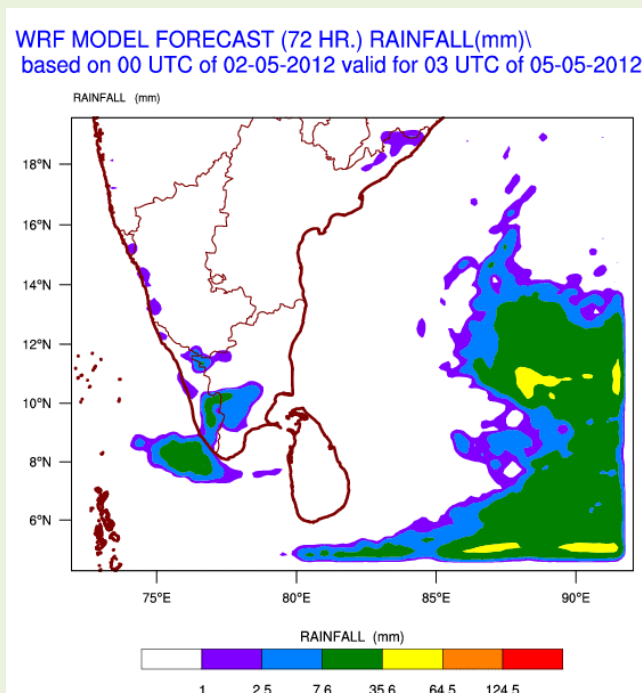 WRF MODEL FORECAST (72 HR.) RAINFALL(mm)\
based on 00 UTC of 02-05-2012 valid for 03 UTC of 05-05-2012
RAINFALL (mm)
18°N
16°N
14°N
12°N
10°N
8°N
6°N
75°E 80°E 85°E 90°E
RAINFALL (mm)
1 2.5 7.6 35.6 64.5 124.5